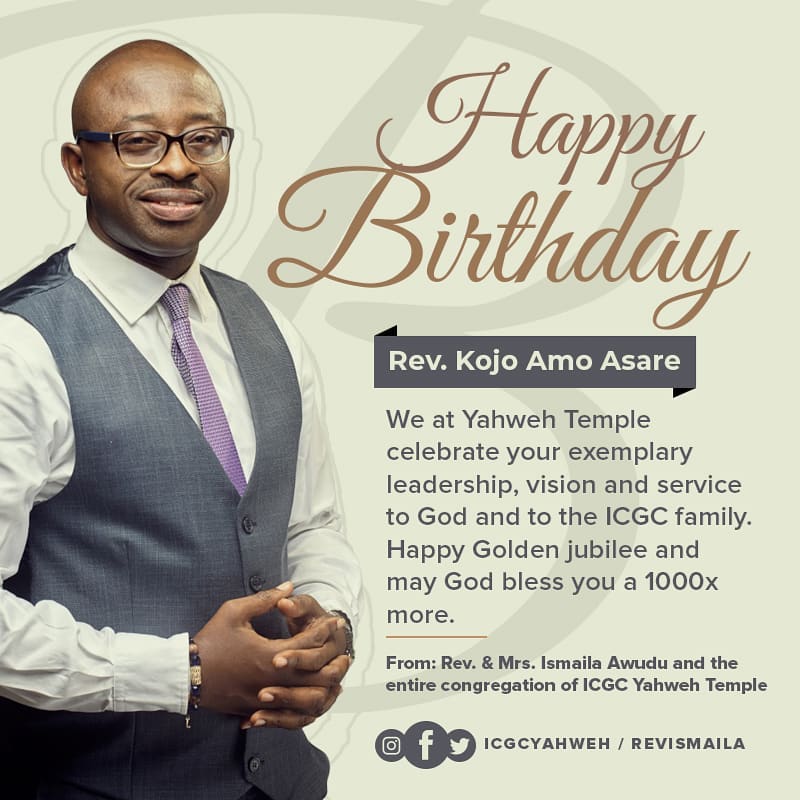 Happy
Birthday
Rev. Kojo Amo Asare
We at Yahweh Temple
celebrate your exemplary
leadership, vision and service
to God and to the ICGC family.
Happy Golden jubilee and
may God bless you a 1000x
more.
From: Rev. & Mrs. Ismaila Awudu and the
entire congregation of ICGC Yahweh Temple
ICGCYAHWEH / REVISMAILA